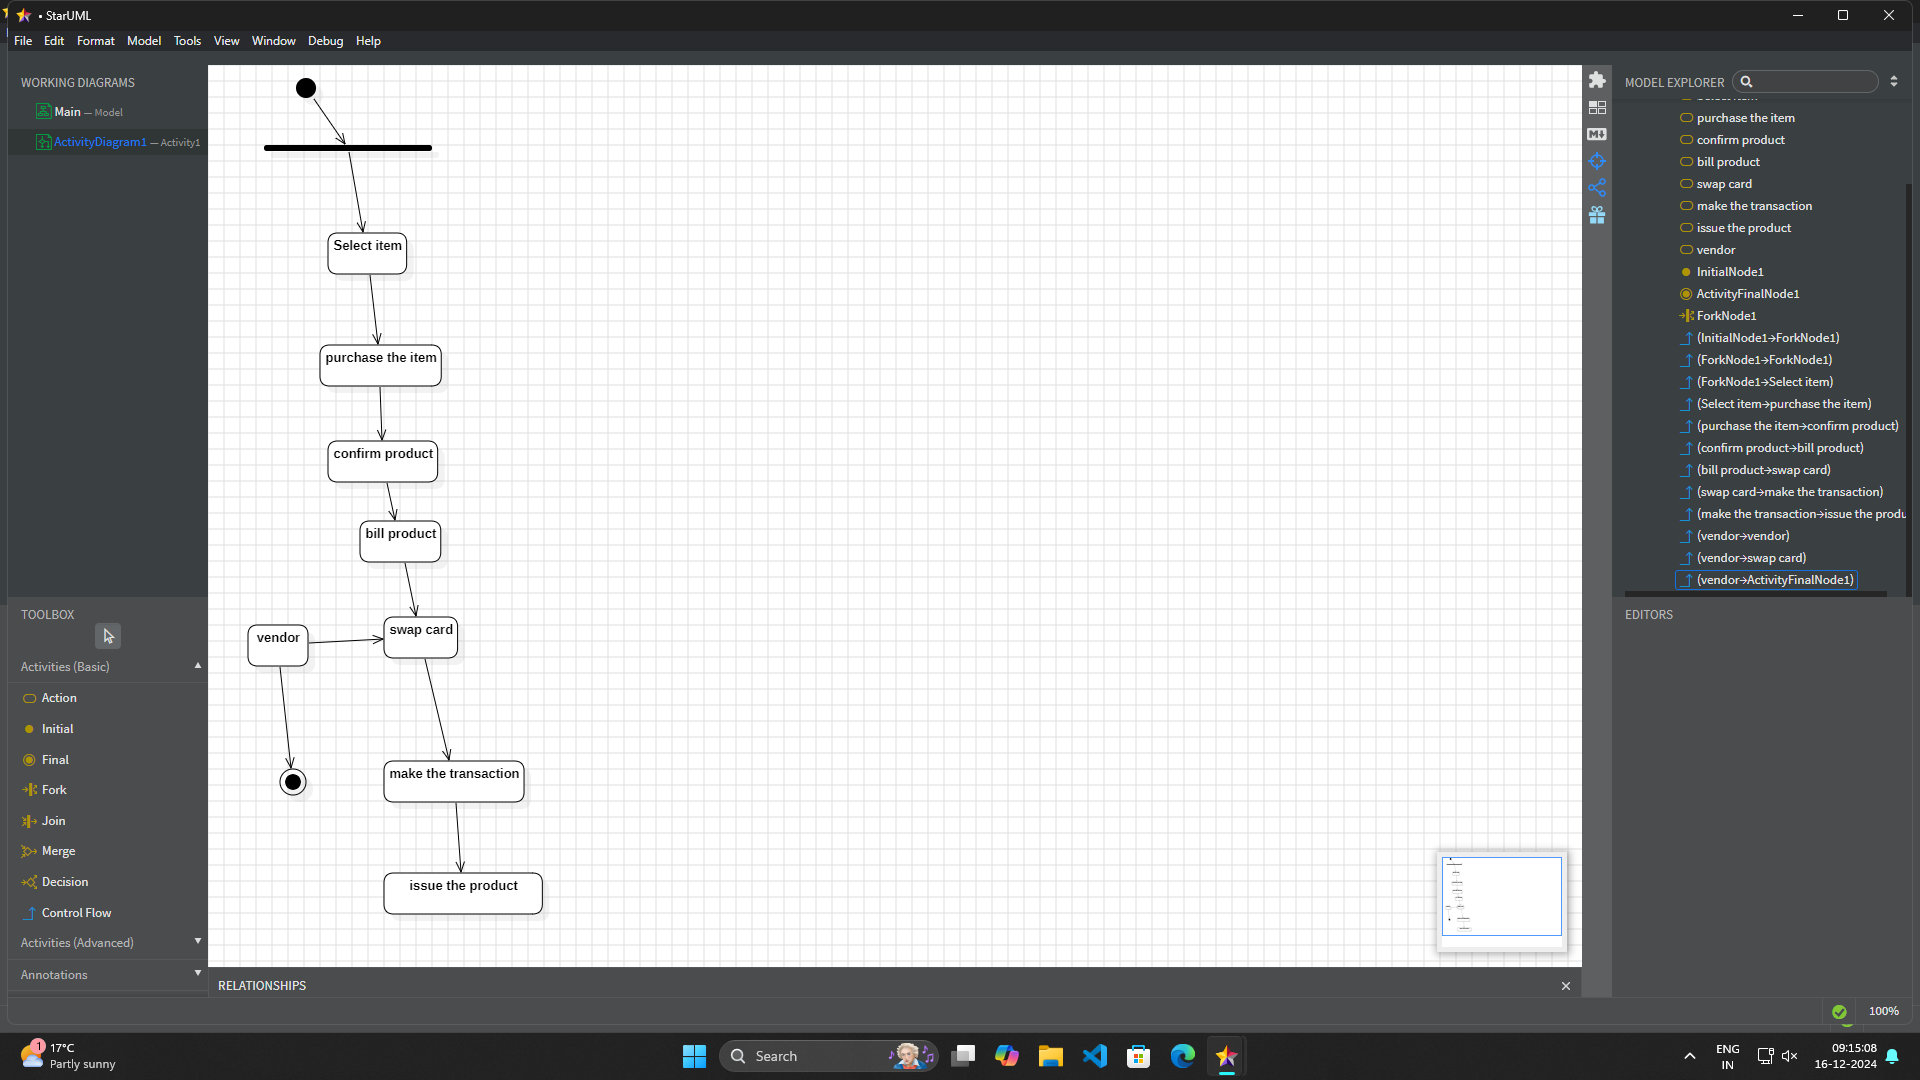 • StarUML
File Edit Format Model Tools View Window Debug Help
WORKING DIAGRAMS
Main — Model
ActivityDiagram1 — Activity1
TOOLBOX
Activities (Basic)
Action
Initial
Final
Fork
Join
Merge
Decision
Control Flow
Activities (Advanced)
Annotations
Select item
purchase the item
confirm product
bill product
vendor
swap card
make the transaction
issue the product
RELATIONSHIPS
MODEL EXPLORER
purchase the item
confirm product
bill product
swap card
make the transaction
issue the product
vendor
InitialNode1
ActivityFinalNode1
ForkNode1
(InitialNode1→ForkNode1)
(ForkNode1→ForkNode1)
(ForkNode1→Select item)
(Select item→purchase the item)
(purchase the item→confirm product)
(confirm product→bill product)
(bill product→swap card)
(swap card→make the transaction)
(make the transaction→issue the produ
(vendor→vendor)
(vendor→swap card)
(vendor→ActivityFinalNode1)
EDITORS
100%
1
17°C
Partly sunny
Search
ENG
IN
09:15:08
16-12-2024